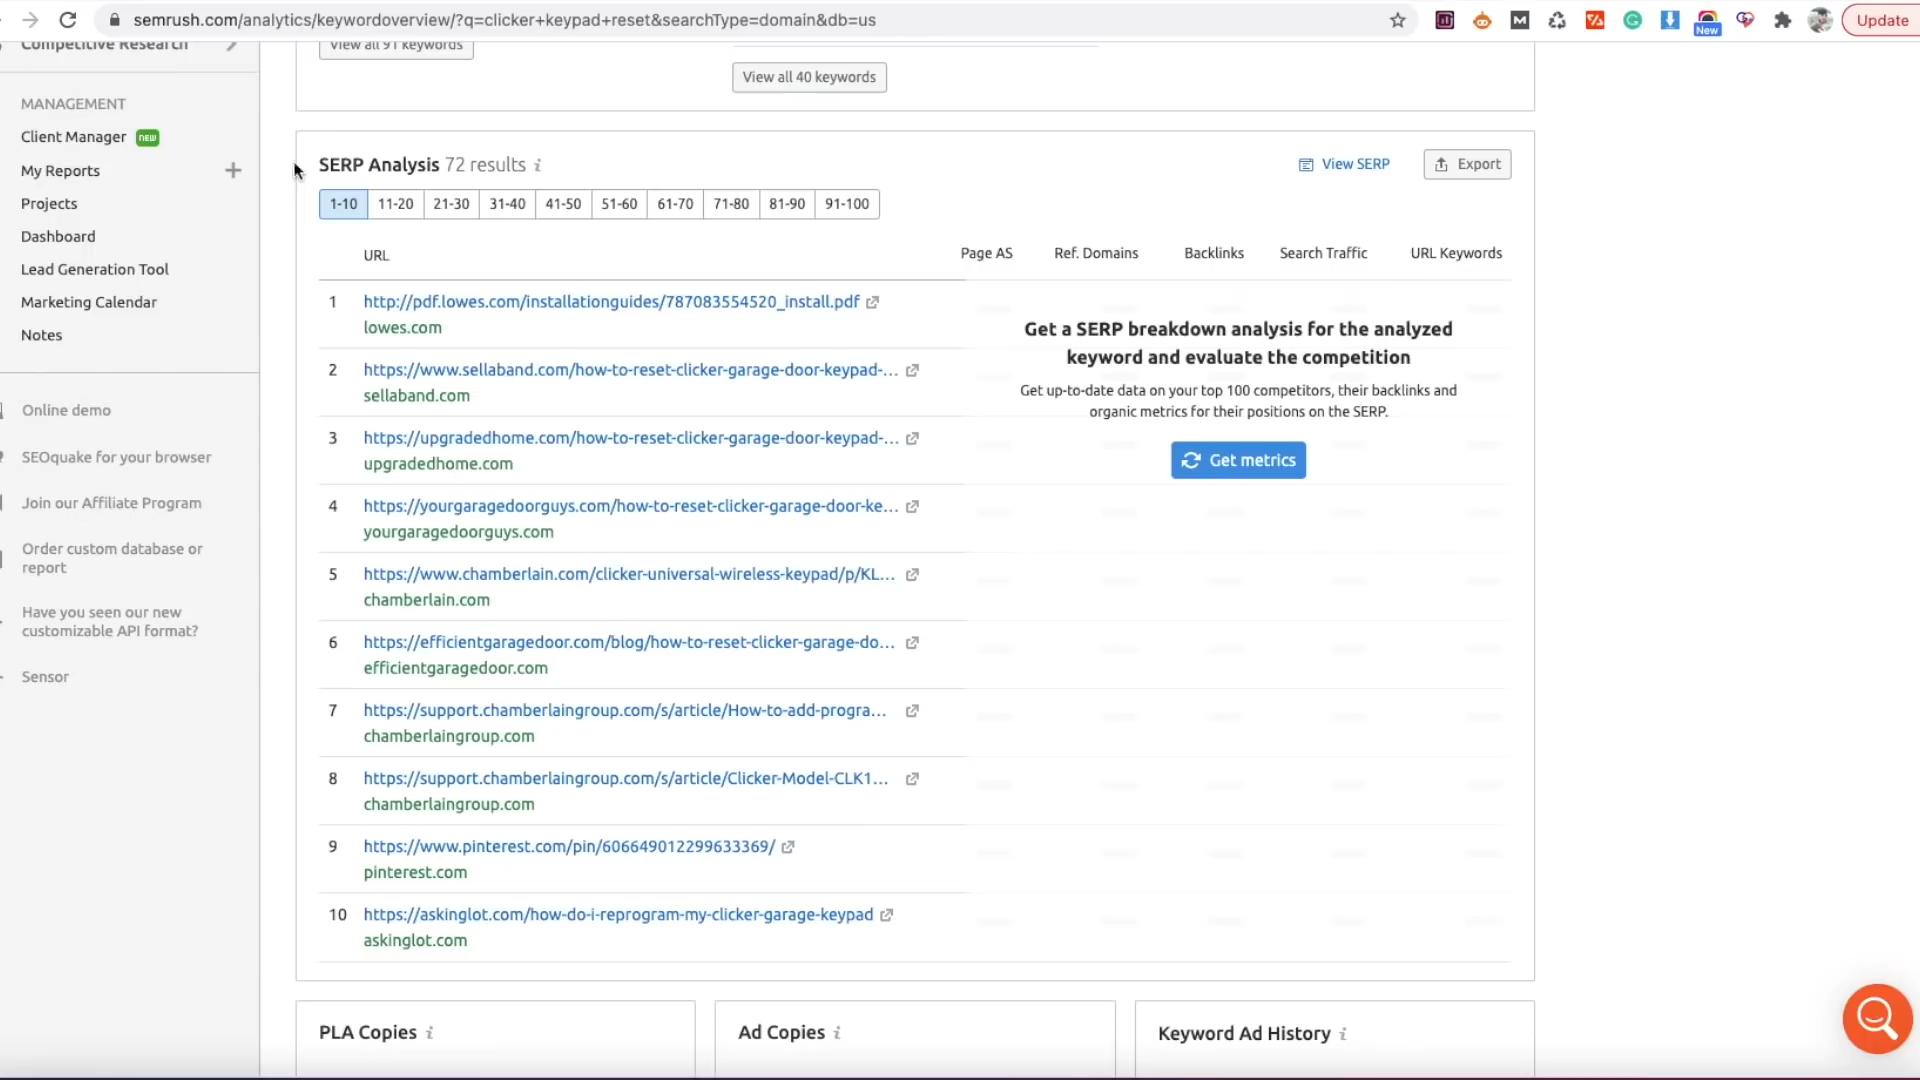 semrush.com/analytics/keywordoverview/?q=clicker+keypad+reset&searchType=domain&db=us
Update
New
Competitive Research
MANAGEMENT
Client Manager new
My Reports
Projects
Dashboard
Lead Generation Tool
Marketing Calendar
Notes
Online demo
SEOquake for your browser
Join our Affiliate Program
Order custom database or
report
Have you seen our new
customizable API format?
Sensor
View all 91 keywords
View all 40 keywords
SERP Analysis 72 results
View SERP
Export
1-10 11-20 21-30 31-40 41-50 51-60 61-70 71-80 81-90 91-100
URL Page AS Ref. Domains Backlinks Search Traffic URL Keywords
1 http://pdf.lowes.com/installationguides/787083554520_install.pdf
lowes.com
2 https://www.sellaband.com/how-to-reset-clicker-garage-door-keypad-...
sellaband.com
3 https://upgradedhome.com/how-to-reset-clicker-garage-door-keypad-...
upgradedhome.com
4 https://yourgaragedoorguys.com/how-to-reset-clicker-garage-door-ke...
yourgaragedoorguys.com
5 https://www.chamberlain.com/clicker-universal-wireless-keypad/p/KL...
chamberlain.com
6 https://efficientgaragedoor.com/blog/how-to-reset-clicker-garage-do...
efficientgaragedoor.com
7 https://support.chamberlaingroup.com/s/article/How-to-add-progra...
chamberlaingroup.com
8 https://support.chamberlaingroup.com/s/article/Clicker-Model-CLK1...
chamberlaingroup.com
9 https://www.pinterest.com/pin/606649012299633369/
pinterest.com
10 https://askinglot.com/how-do-i-reprogram-my-clicker-garage-keypad
askinglot.com
Get a SERP breakdown analysis for the analyzed
keyword and evaluate the competition
Get up-to-date data on your top 100 competitors, their backlinks and
organic metrics for their positions on the SERP.
Get metrics
PLA Copies
Ad Copies
Keyword Ad History